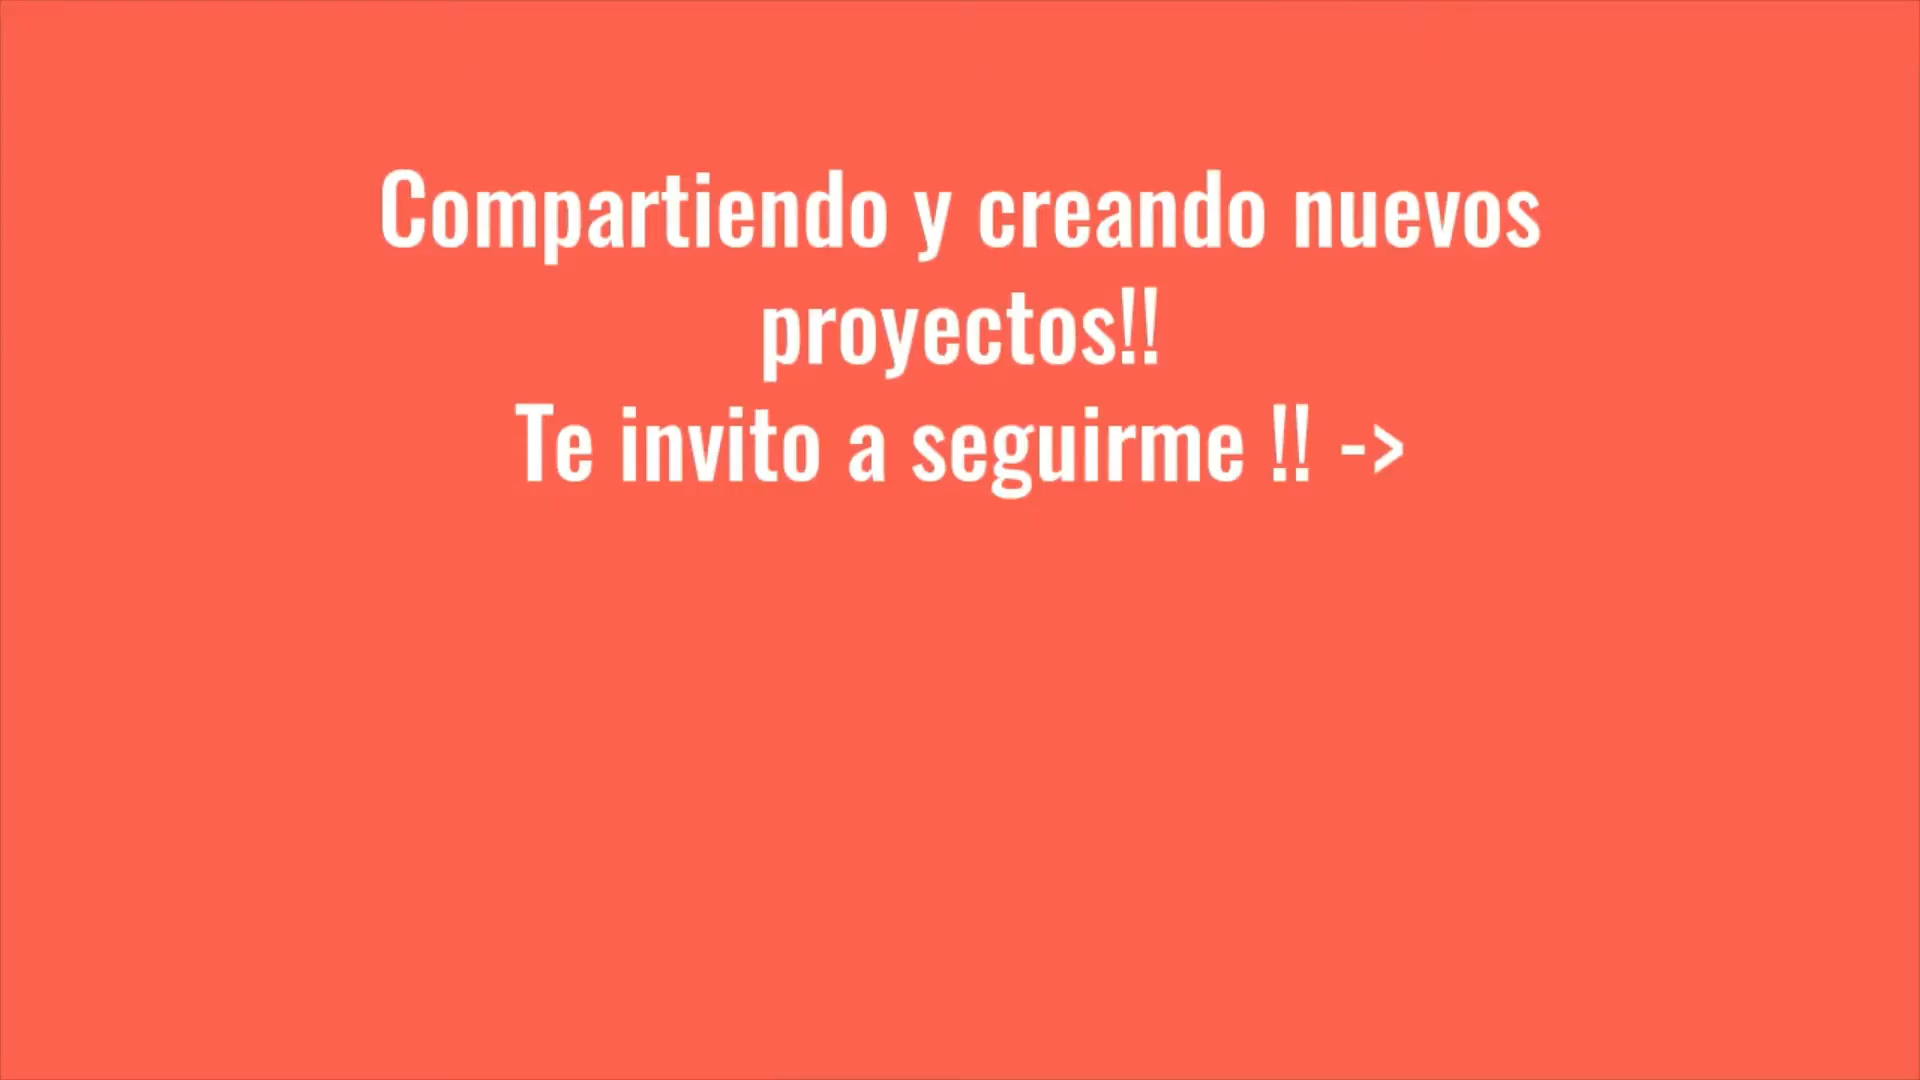 Compartiendo y creando nuevos
proyectos!!
Te invito a seguirme !! ->